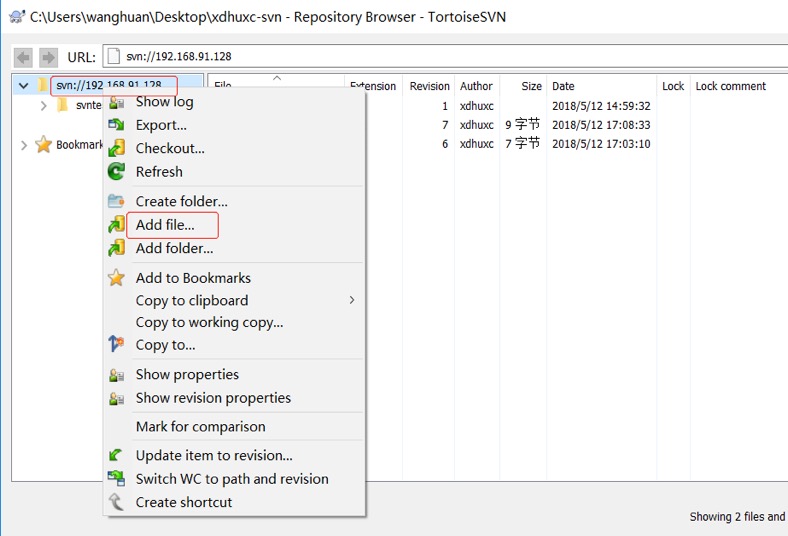 C:\Users\wanghuan\Desktop\xdhuxc-svn - Repository Browser - TortoiseSVN
URL: svn://192.168.91.128
svn://192.168.91.128
File Extension Revision Author Size Date Lock Lock comment
svnte
1 xdhuxc 2018/5/12 14:59:32
7 xdhuxc 9 字节 2018/5/12 17:08:33
Bookmark
6 xdhuxc 7 字节 2018/5/12 17:03:10
Show log
Export...
Checkout...
Refresh
Create folder...
Add file...
Add folder...
Add to Bookmarks
Copy to clipboard
Copy to working copy...
Copy to...
Show properties
Show revision properties
Mark for comparison
Update item to revision...
Switch WC to path and revision
Create shortcut
Showing 2 files and